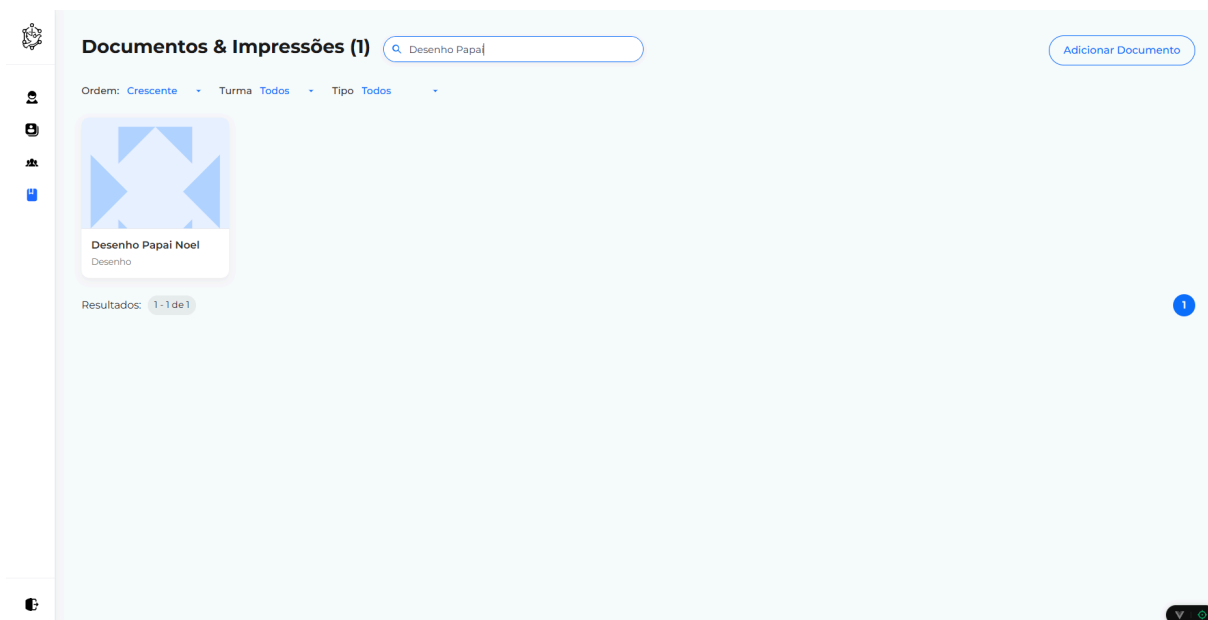 Documentos & Impressões (1)
Desenho Papai
Adicionar Documento
Ordem: Crescente Turma Todos Tipo Todos
Desenho Papai Noel
Desenho
Resultados: 1 - 1 de 1
1